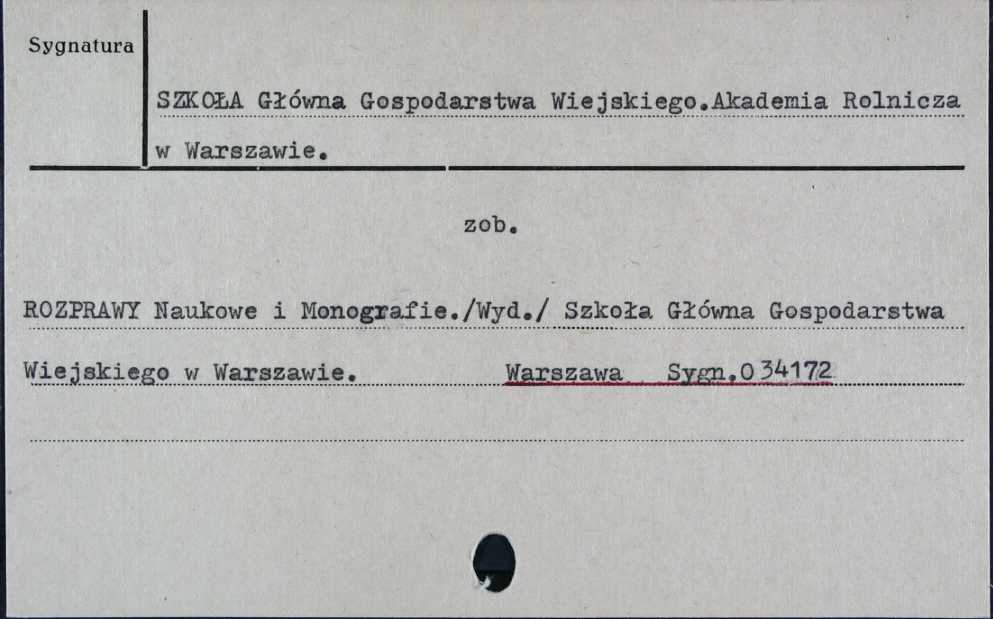 Sygnatura
SZKOŁA Główna Gospodarstwa Wiejskiego.Akademia Rolnicza
w Warszawie.
zob.
ROZPRAWY Naukowe i Monografie./Wyd./ Szkoła Główna Gospodarstwa
Wiejskiego w Warszawie. Warszawa Sygn.O 34172